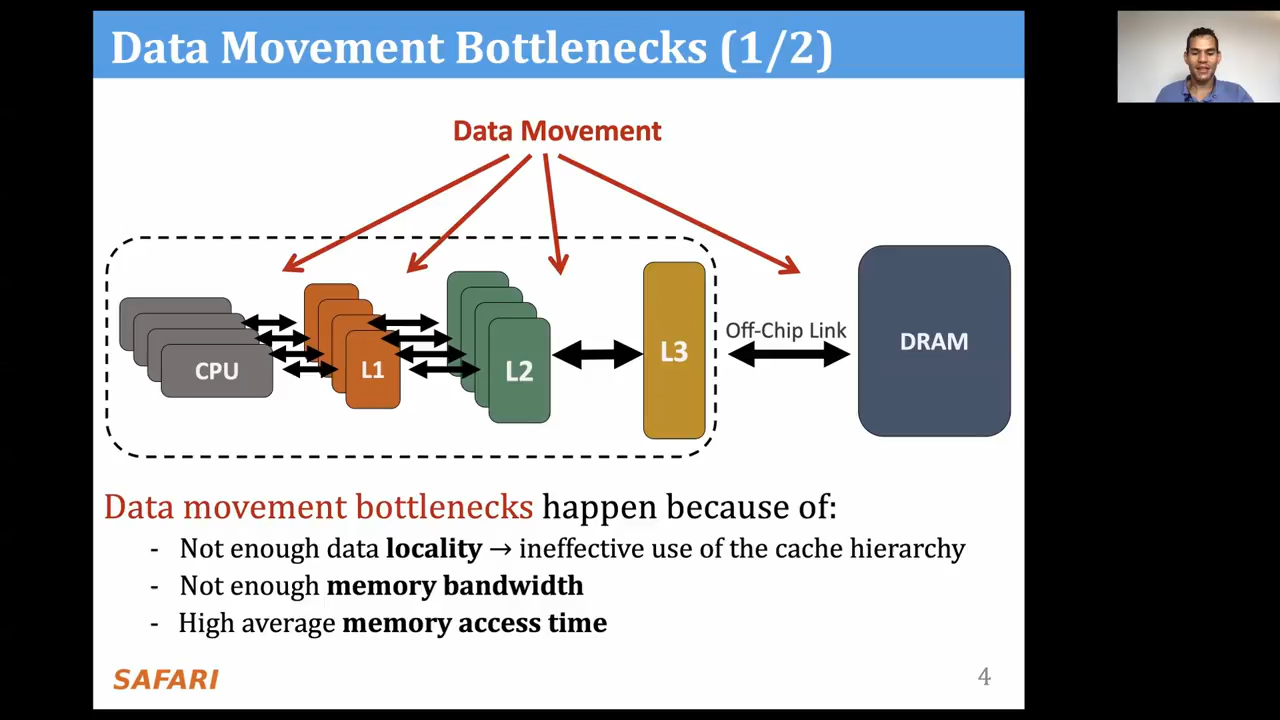 Data Movement Bottlenecks (1/2)
Data Movement
CPU
L1
L2
L3
Off-Chip Link
DRAM
Data movement bottlenecks happen because of:
- Not enough data locality → ineffective use of the cache hierarchy
- Not enough memory bandwidth
- High average memory access time
SAFARI
4